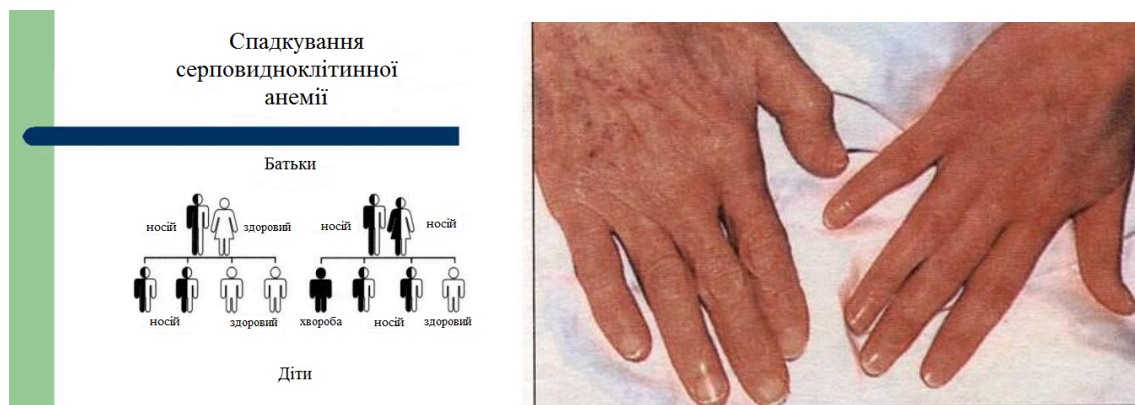 Спадкування
серповидноклітинної
анемії
Батьки
носій здоровий носій носій
носій здоровий хвороба носій здоровий
Діти